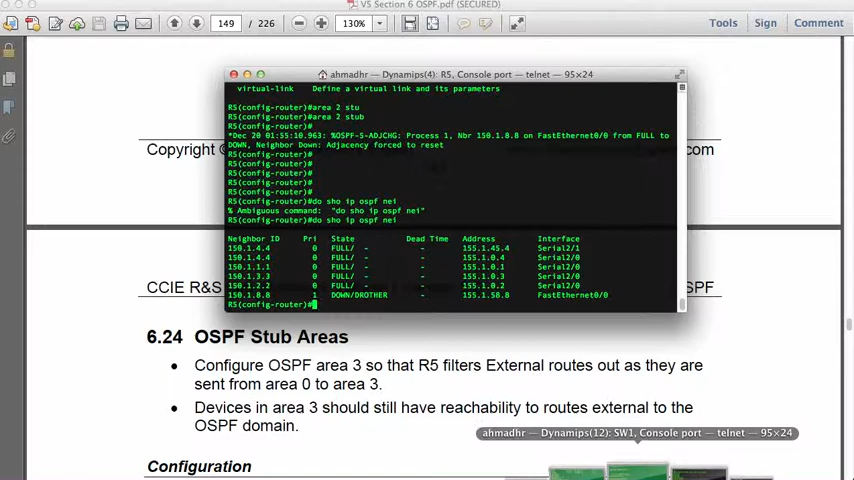 V5 Section 6 OSPF.pdf (SECURED)
149 / 226
130%
Tools
Sign
Comment
ahmadhr — Dynamips(4): R5, Console port — telnet — 95×24
virtual-link Define a virtual link and its parameters
R5(config-router)#area 2 stu
R5(config-router)#area 2 stub
R5(config-router)#
*Dec 20 01:55:10.963: %OSPF-5-ADJCHG: Process 1, Nbr 150.1.8.8 on FastEthernet0/0 from FULL to
DOWN, Neighbor Down: Adjacency forced to reset
R5(config-router)#
R5(config-router)#
R5(config-router)#
R5(config-router)#
R5(config-router)#
R5(config-router)#do sho ip ospf nei
% Ambiguous command: "do sho ip ospf nei"
R5(config-router)#do sho ip ospf nei
Neighbor ID Pri State Dead Time Address Interface
150.1.4.4 0 FULL/ - - 155.1.45.4 Serial2/1
150.1.4.4 0 FULL/ - - 155.1.0.4 Serial2/0
150.1.1.1 0 FULL/ - - 155.1.0.1 Serial2/0
150.1.3.3 0 FULL/ - - 155.1.0.3 Serial2/0
150.1.2.2 0 FULL/ - - 155.1.0.2 Serial2/0
150.1.8.8 1 DOWN/DROTHER - 155.1.58.8 FastEthernet0/0
R5(config-router)#
Copyright ©
com
CCIE R&S
PF
6.24 OSPF Stub Areas
• Configure OSPF area 3 so that R5 filters External routes out as they are
sent from area 0 to area 3.
• Devices in area 3 should still have reachability to routes external to the
OSPF domain.
ahmadhr — Dynamips(12): SW1, Console port — telnet — 95×24
Configuration